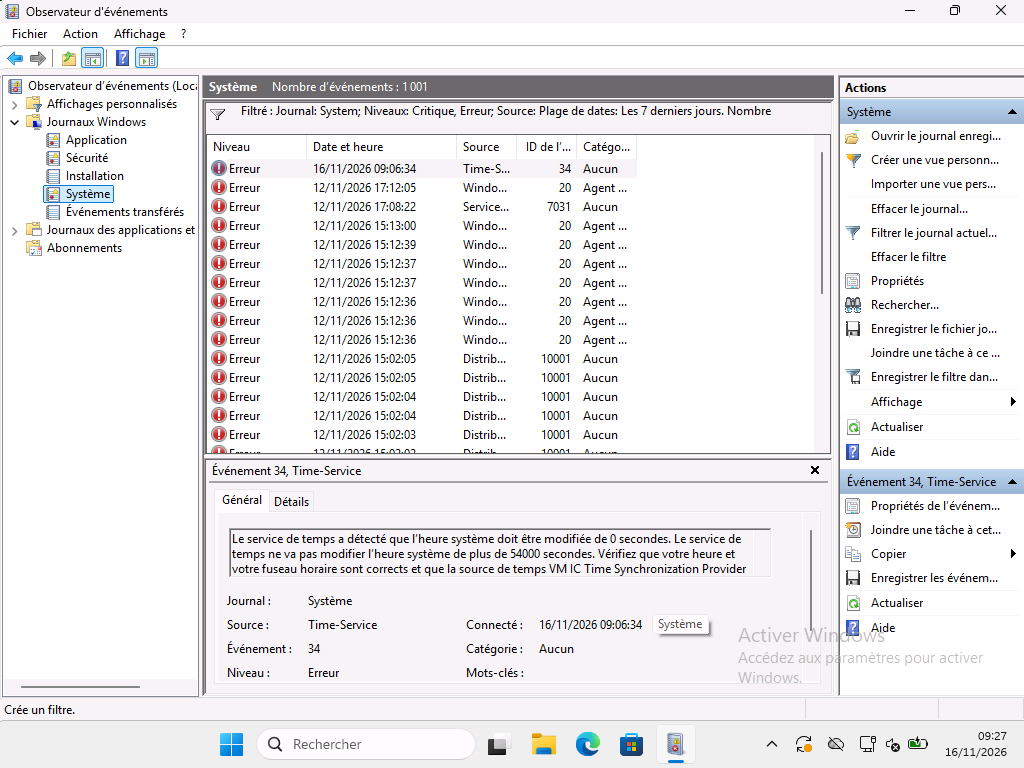 Observateur d'événements
Fichier Action Affichage ?
Observateur d'événements (Loca
Affichages personnalisés
Journaux Windows
Application
Sécurité
Installation
Système
Événements transférés
Journaux des applications et
Abonnements
Système Nombre d'événements : 1 001
Filtré : Journal: System; Niveaux: Critique, Erreur; Source: Plage de dates: Les 7 derniers jours. Nombre
Niveau Date et heure Source ID de l'... Catégo...
Erreur 16/11/2026 09:06:34 Time-S... 34 Aucun
Erreur 12/11/2026 17:12:05 Windo... 20 Agent ...
Erreur 12/11/2026 17:08:22 Service... 7031 Aucun
Erreur 12/11/2026 15:13:00 Windo... 20 Agent ...
Erreur 12/11/2026 15:12:39 Windo... 20 Agent ...
Erreur 12/11/2026 15:12:37 Windo... 20 Agent ...
Erreur 12/11/2026 15:12:37 Windo... 20 Agent ...
Erreur 12/11/2026 15:12:36 Windo... 20 Agent ...
Erreur 12/11/2026 15:12:36 Windo... 20 Agent ...
Erreur 12/11/2026 15:12:36 Windo... 20 Agent ...
Erreur 12/11/2026 15:02:05 Distrib... 10001 Aucun
Erreur 12/11/2026 15:02:05 Distrib... 10001 Aucun
Erreur 12/11/2026 15:02:04 Distrib... 10001 Aucun
Erreur 12/11/2026 15:02:04 Distrib... 10001 Aucun
Erreur 12/11/2026 15:02:03 Distrib... 10001 Aucun
Événement 34, Time-Service
Général Détails
Le service de temps a détecté que l'heure système doit être modifiée de 0 secondes. Le service de
temps ne va pas modifier l'heure système de plus de 54000 secondes. Vérifiez que votre heure et
votre fuseau horaire sont corrects et que la source de temps VM IC Time Synchronization Provider
Journal : Système
Source : Time-Service Connecté : 16/11/2026 09:06:34
Système
Événement : 34 Catégorie : Aucun
Niveau : Erreur Mots-clés :
Actions
Système
Ouvrir le journal enregi...
Créer une vue personn...
Importer une vue pers...
Effacer le journal...
Filtrer le journal actuel...
Effacer le filtre
Propriétés
Rechercher...
Enregistrer le fichier jo...
Joindre une tâche à ce ...
Enregistrer le filtre dan...
Affichage
Actualiser
Aide
Événement 34, Time-Service
Propriétés de l'événem...
Joindre une tâche à cet...
Copier
Enregistrer les événem...
Actualiser
Aide
Activer Windows
Accédez aux paramètres pour activer
Windows.
Crée un filtre.
Rechercher
09:27
16/11/2026